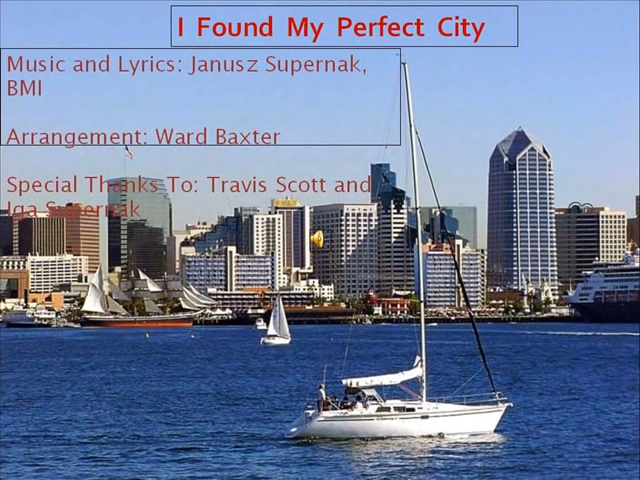 I Found My Perfect City
Music and Lyrics: Janusz Supernak,
BMI
Arrangement: Ward Baxter
Special Thanks To: Travis Scott and
Iga Supernak